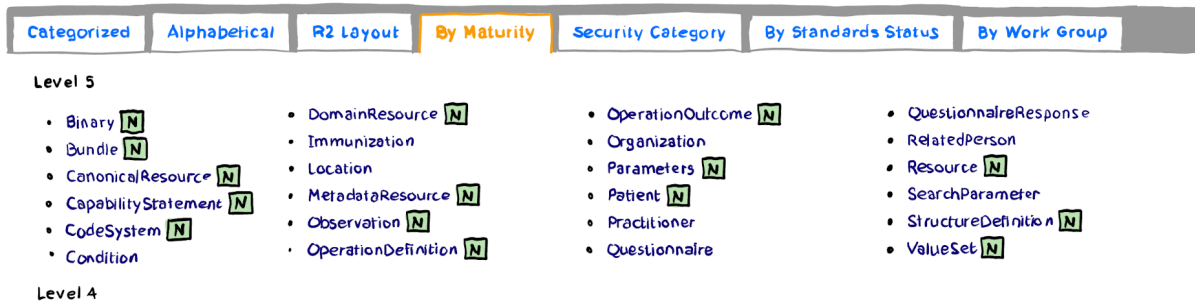 Categorized Alphabetical R2 Layout By Maturity Security Category By Standards Status By Work Group
Level 5
Binary N
Bundle N
CanonicalResource N
CapabilityStatement N
CodeSystem N
Condition
DomainResource N
Immunization
Location
MetadataResource N
Observation N
OperationDefinition N
OperationOutcome N
Organization
Parameters N
Patient N
Practitioner
Questionnaire
QuestionnaireResponse
RelatedPerson
Resource N
SearchParameter
StructureDefinition N
ValueSet N
Level 4